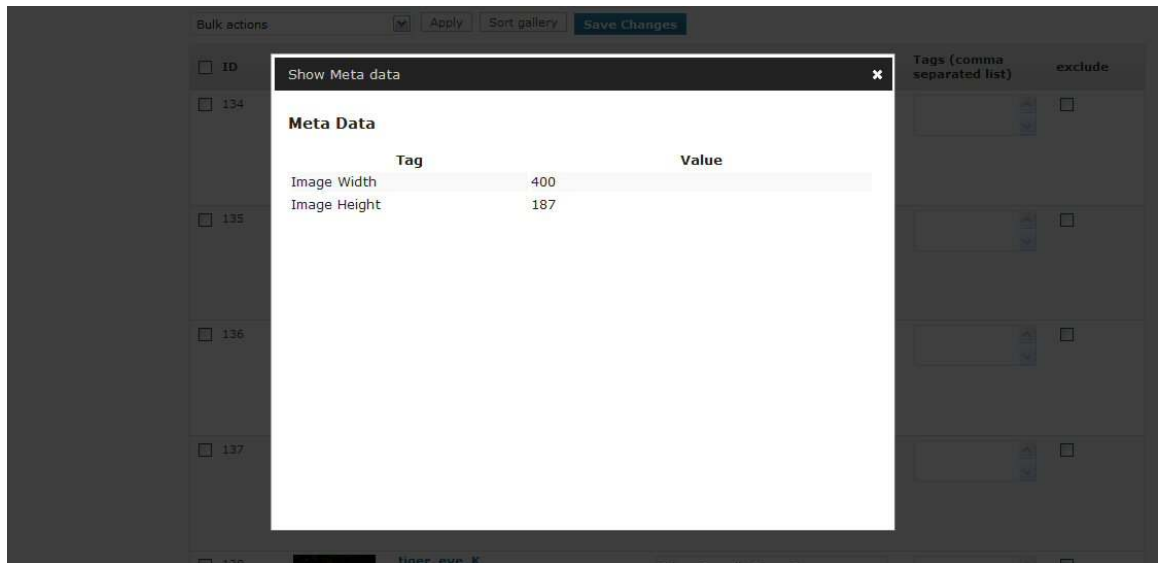 Bulk actions Apply Sort gallery Save Changes
ID Tags (comma separated list) exclude
Show Meta data
134
Meta Data
Tag Value
Image Width 400
Image Height 187
135
136
137
tiger_eye_K